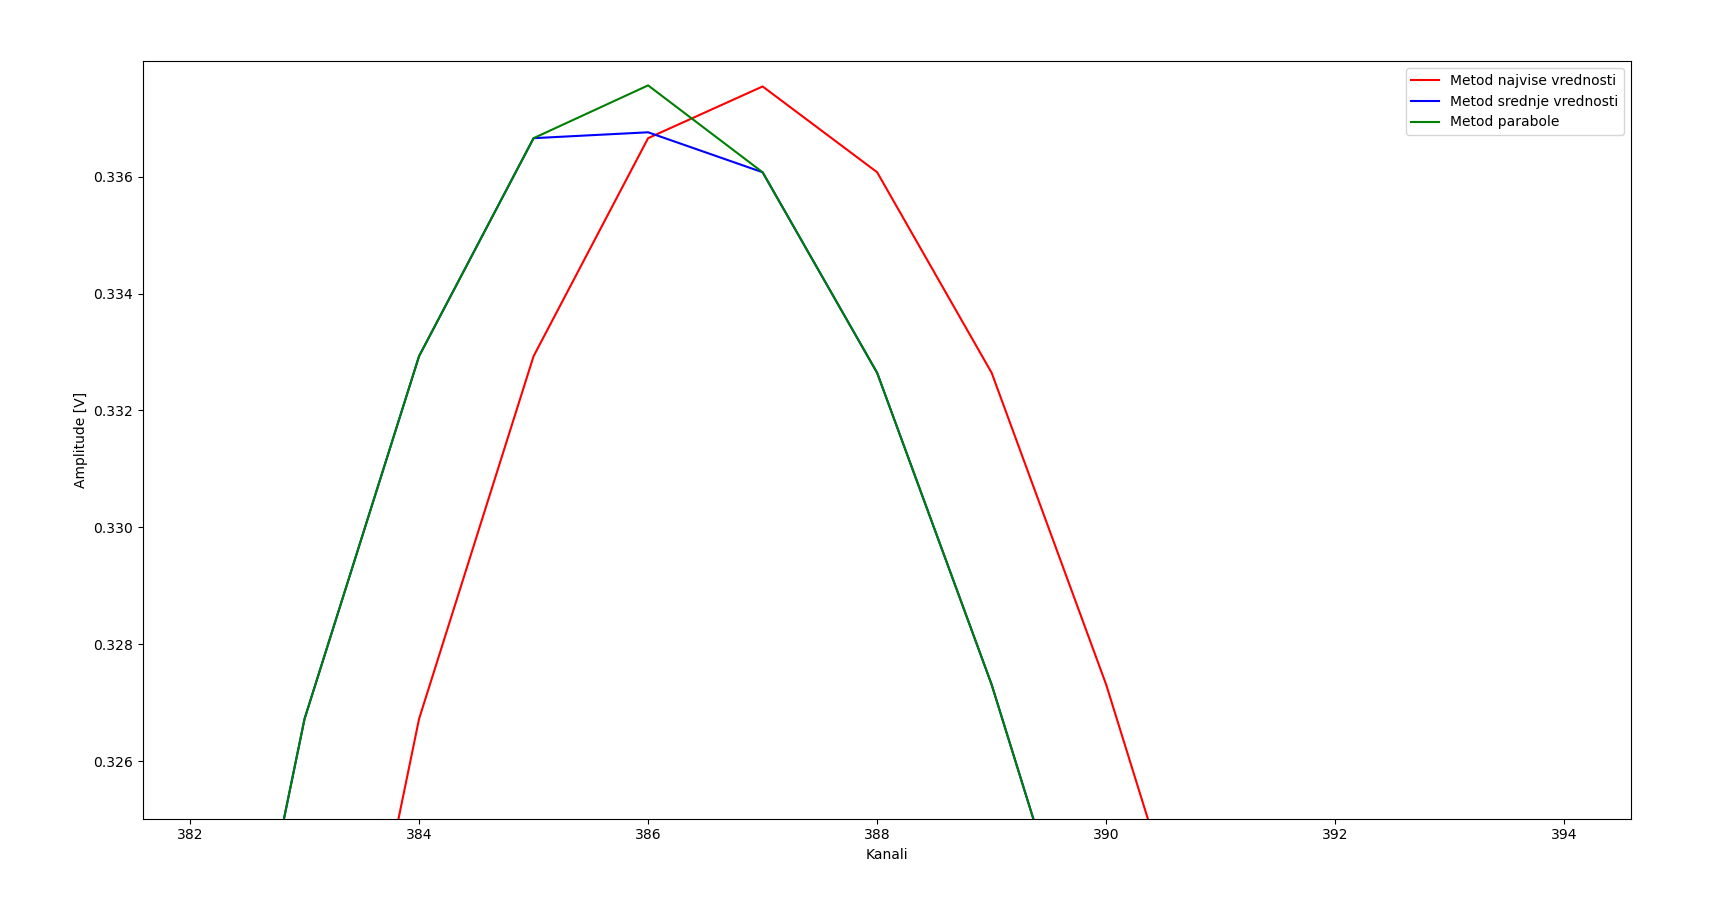 Metod najvise vrednosti
Metod srednje vrednosti
Metod parabole
Amplitude [V]
0.336
0.334
0.332
0.330
0.328
0.326
382 384 386 388 390 392 394
Kanali